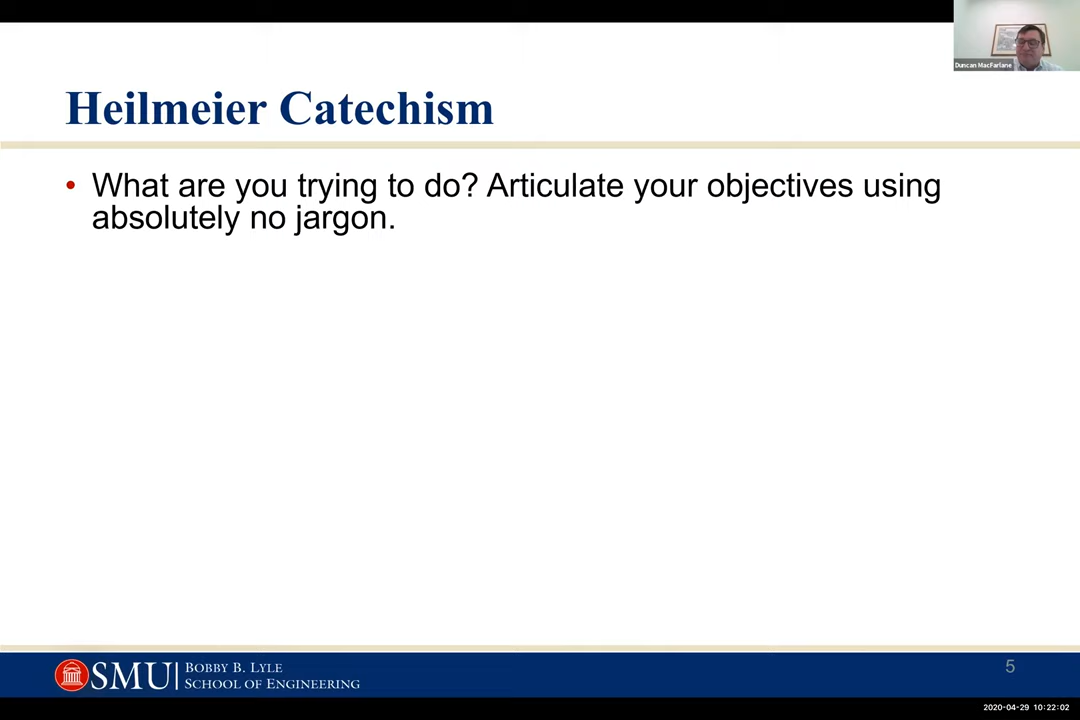 Duncan MacFarlane
Heilmeier Catechism
• What are you trying to do? Articulate your objectives using
absolutely no jargon.
SMU
BOBBY B. LYLE
SCHOOL OF ENGINEERING
5
2020-04-29 10:22:02